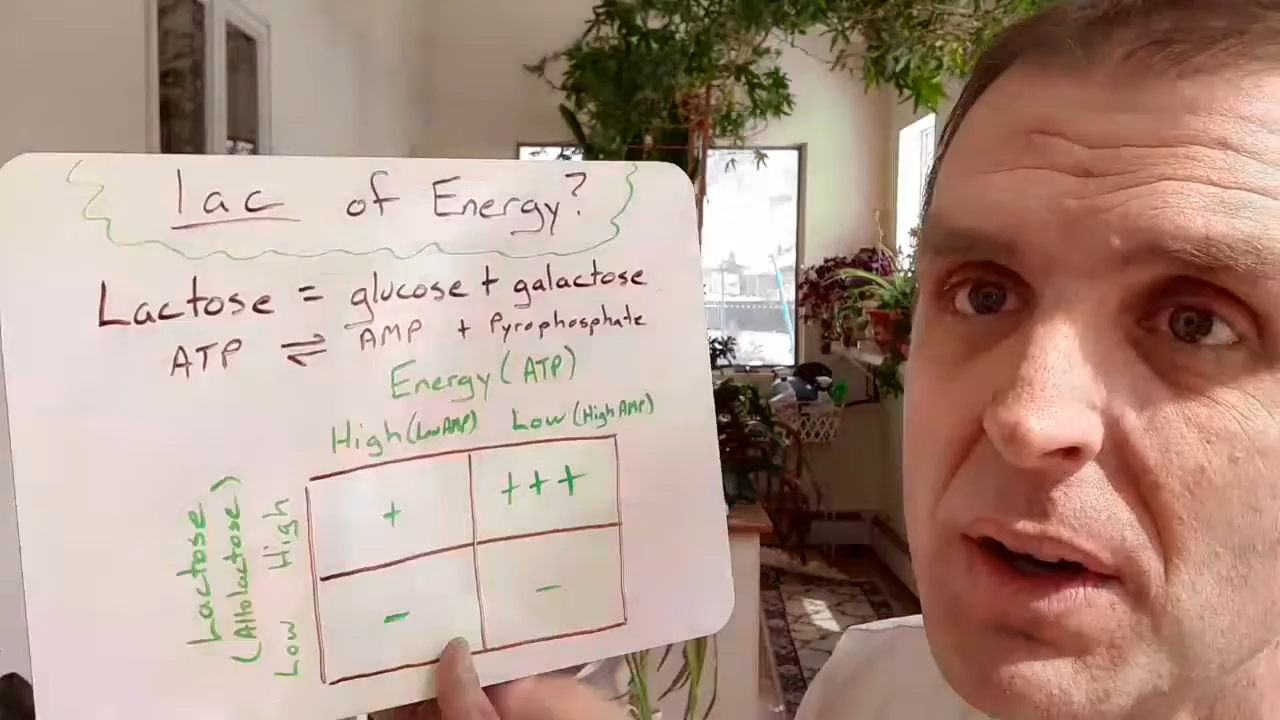 lac of Energy?
Lactose = glucose + galactose
ATP ⇌ AMP + Pyrophosphate
Energy (ATP)
High (Low AMP) Low (High AMP)
Lactose
(Allolactose)
High
+ +++
Low
- -